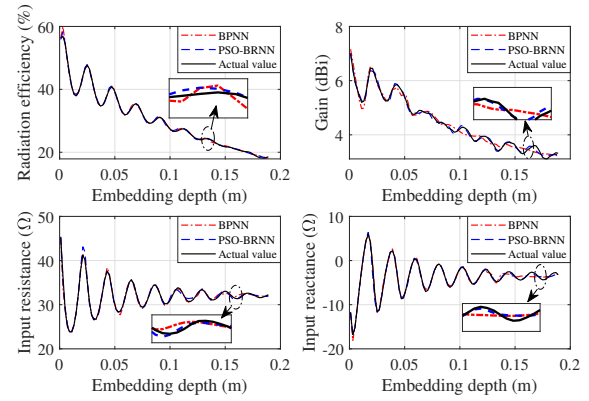 Radiation efficiency (%)
60
40
20
0
0.05
0.1
0.15
0.2
Embedding depth (m)
BPNN
PSO-BRNN
Actual value
Gain (dBi)
8
6
4
0
0.05
0.1
0.15
0.2
Embedding depth (m)
BPNN
PSO-BRNN
Actual value
Input resistance (Ω)
50
40
30
20
0
0.05
0.1
0.15
0.2
Embedding depth (m)
BPNN
PSO-BRNN
Actual value
Input reactance (Ω)
10
0
-10
-20
0
0.05
0.1
0.15
0.2
Embedding depth (m)
BPNN
PSO-BRNN
Actual value